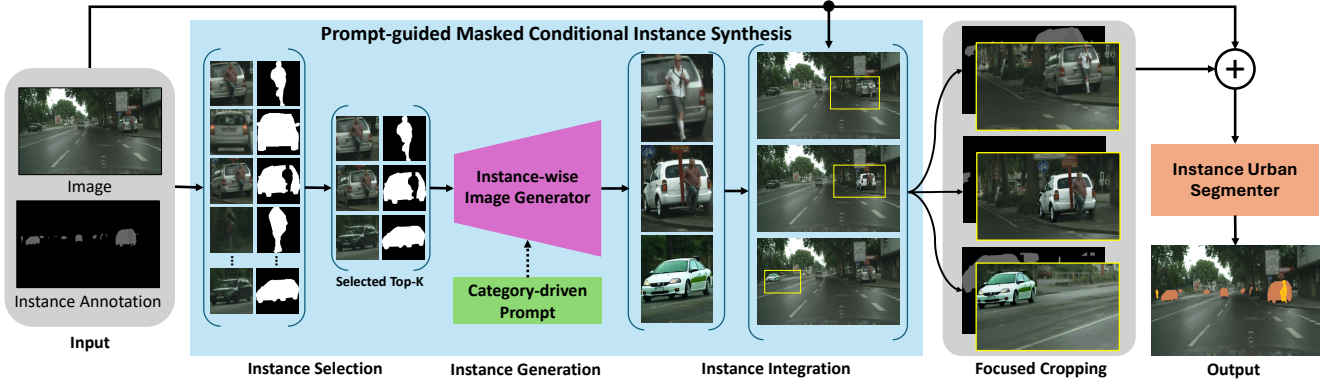 Prompt-guided Masked Conditional Instance Synthesis
Image
Instance Annotation
Input
Selected Top-K
Instance Selection
Instance-wise
Image Generator
Category-driven
Prompt
Instance Generation
Instance Integration
Focused Cropping
+
Instance Urban
Segmenter
Output